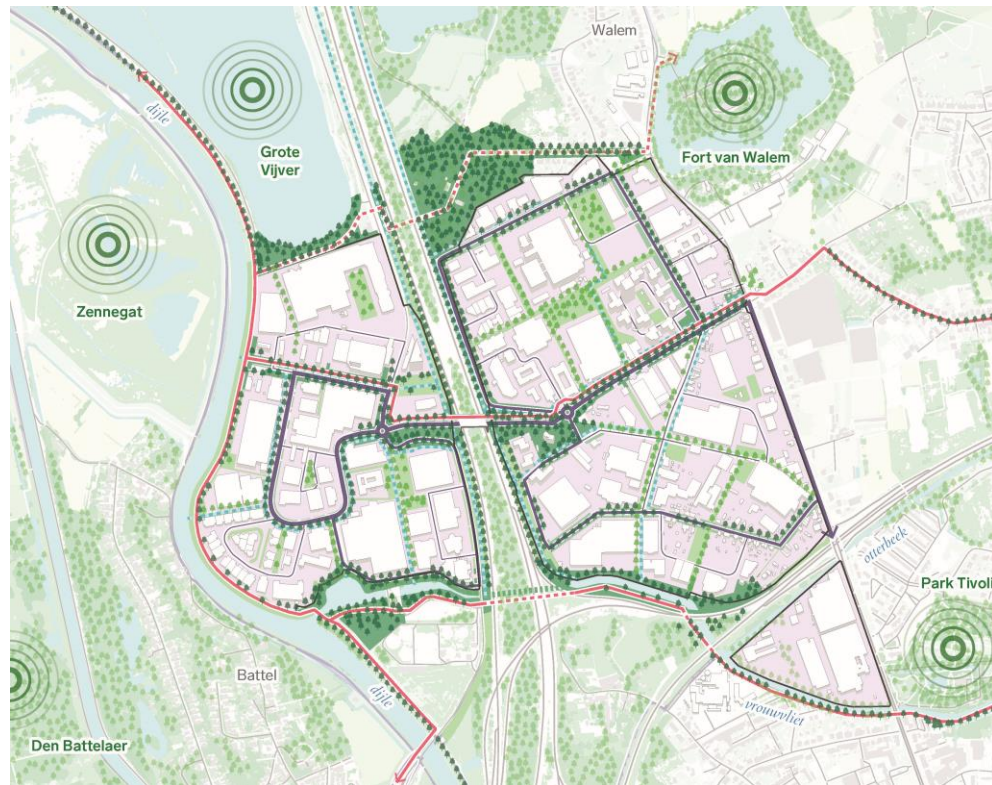 Walem
dijle
Grote
Vijver
Fort van Walem
Zennegat
otterbeek
Park Tivoli
Battel
dijle
vrouwvliet
Den Battelaer